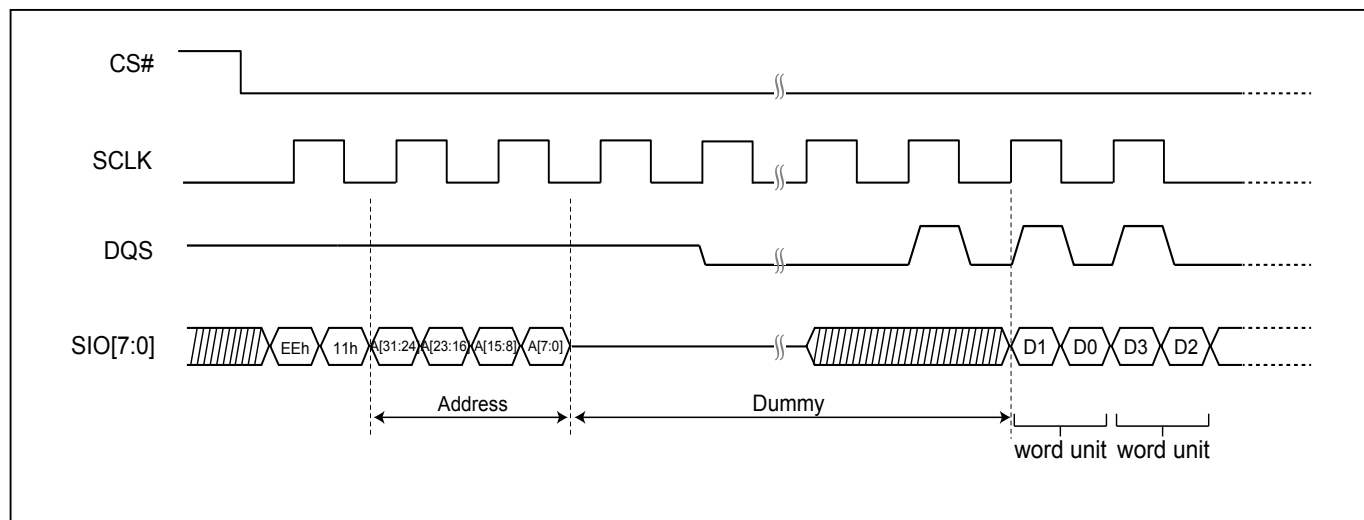 CS#
SCLK
DQS
SIO[7:0]
EEh
11h
A[31:24]
A[23:16]
A[15:8]
A[7:0]
D1
D0
D3
D2
Address
Dummy
word unit
word unit